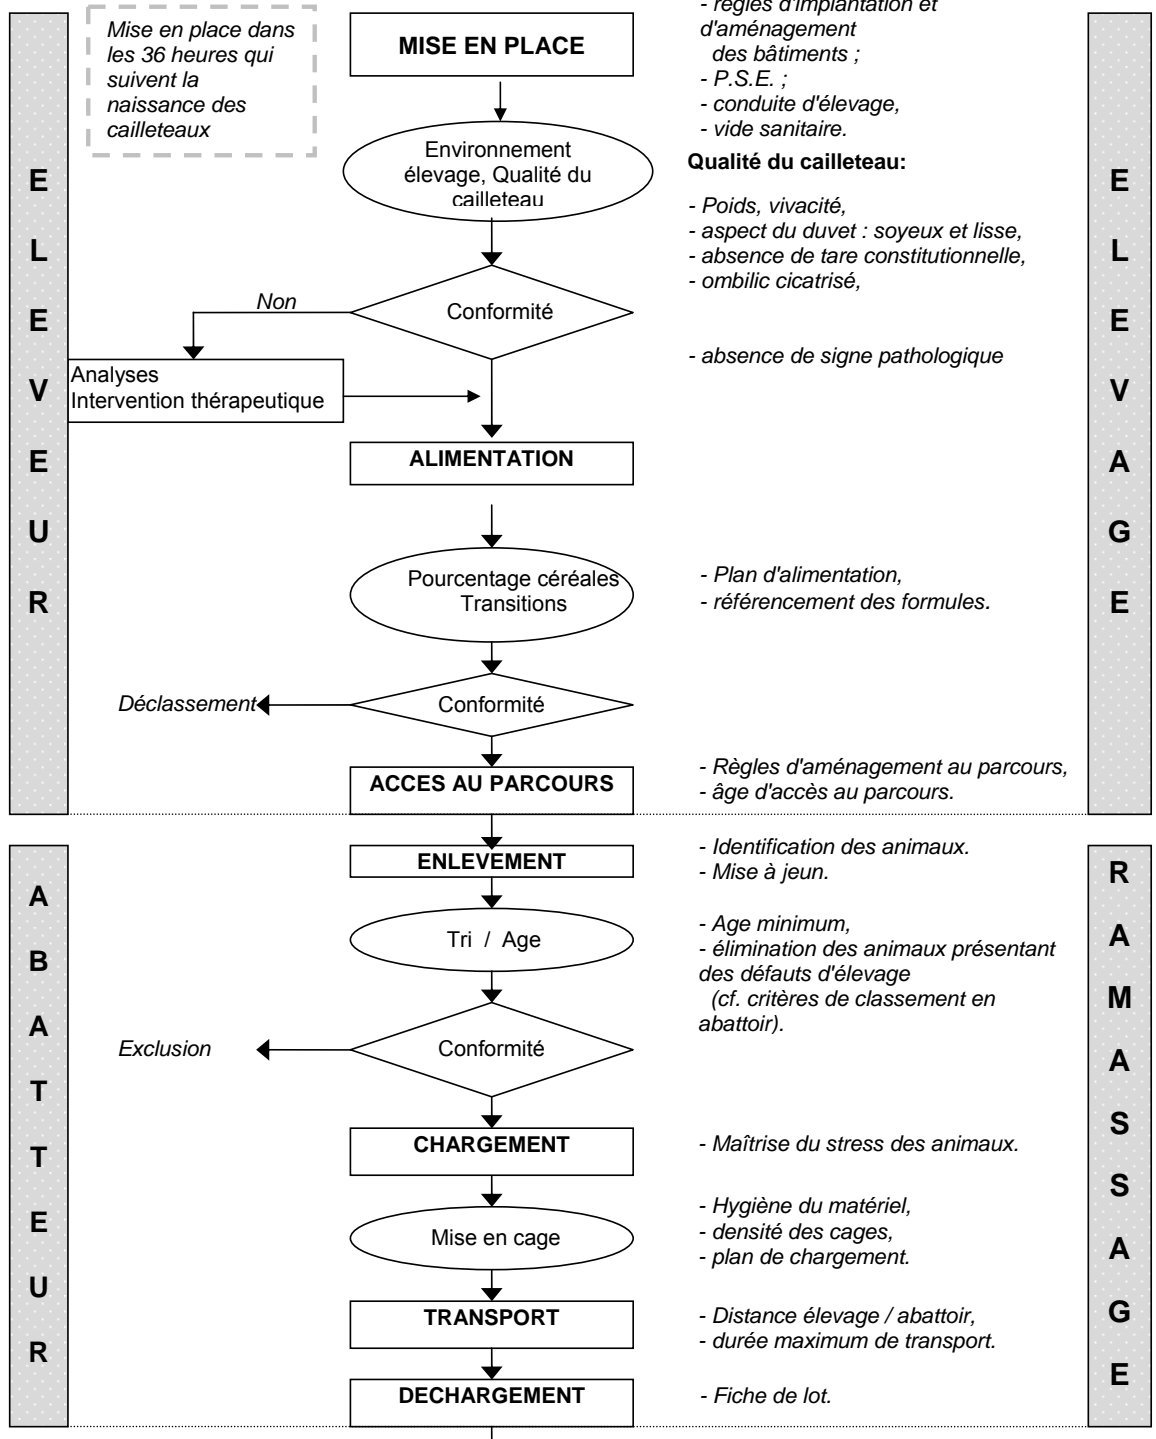 - règles d'implantation et
d'aménagement
des bâtiments ;
- P.S.E. ;
- conduite d'élevage,
- vide sanitaire.
Mise en place dans
les 36 heures qui
suivent la
naissance des
cailleteaux
MISE EN PLACE
E
L
E
V
E
U
R
E
L
E
V
A
G
E
Environnement
élevage, Qualité du
cailleteau
Qualité du cailleteau:
- Poids, vivacité,
- aspect du duvet : soyeux et lisse,
- absence de tare constitutionnelle,
- ombilic cicatrisé,
- absence de signe pathologique
Non
Conformité
Analyses
Intervention thérapeutique
ALIMENTATION
Pourcentage céréales
Transitions
- Plan d'alimentation,
- référencement des formules.
Déclassement
Conformité
ACCES AU PARCOURS
- Règles d'aménagement au parcours,
- âge d'accès au parcours.
A
B
A
T
T
E
U
R
R
A
M
A
S
S
A
G
E
ENLEVEMENT
- Identification des animaux.
- Mise à jeun.
Tri / Age
- Age minimum,
- élimination des animaux présentant
des défauts d'élevage
(cf. critères de classement en
abattoir).
Exclusion
Conformité
CHARGEMENT
- Maîtrise du stress des animaux.
Mise en cage
- Hygiène du matériel,
- densité des cages,
- plan de chargement.
TRANSPORT
- Distance élevage / abattoir,
- durée maximum de transport.
DECHARGEMENT
- Fiche de lot.